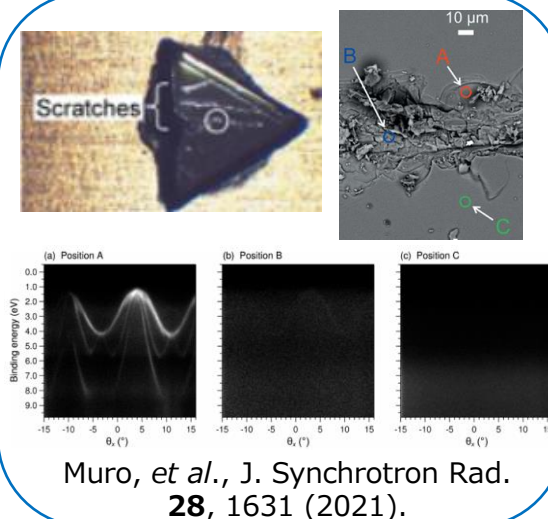 Scratches
10 µm
B
A
C
(a) Position A
(b) Position B
(c) Position C
Binding energy (eV)
0.0
1.0
2.0
3.0
4.0
5.0
6.0
7.0
8.0
9.0
-15 -10 -5 0 5 10 15
-15 -10 -5 0 5 10 15
-15 -10 -5 0 5 10 15
θₓ (°)
θₓ (°)
θₓ (°)
Muro, et al., J. Synchrotron Rad.
28, 1631 (2021).